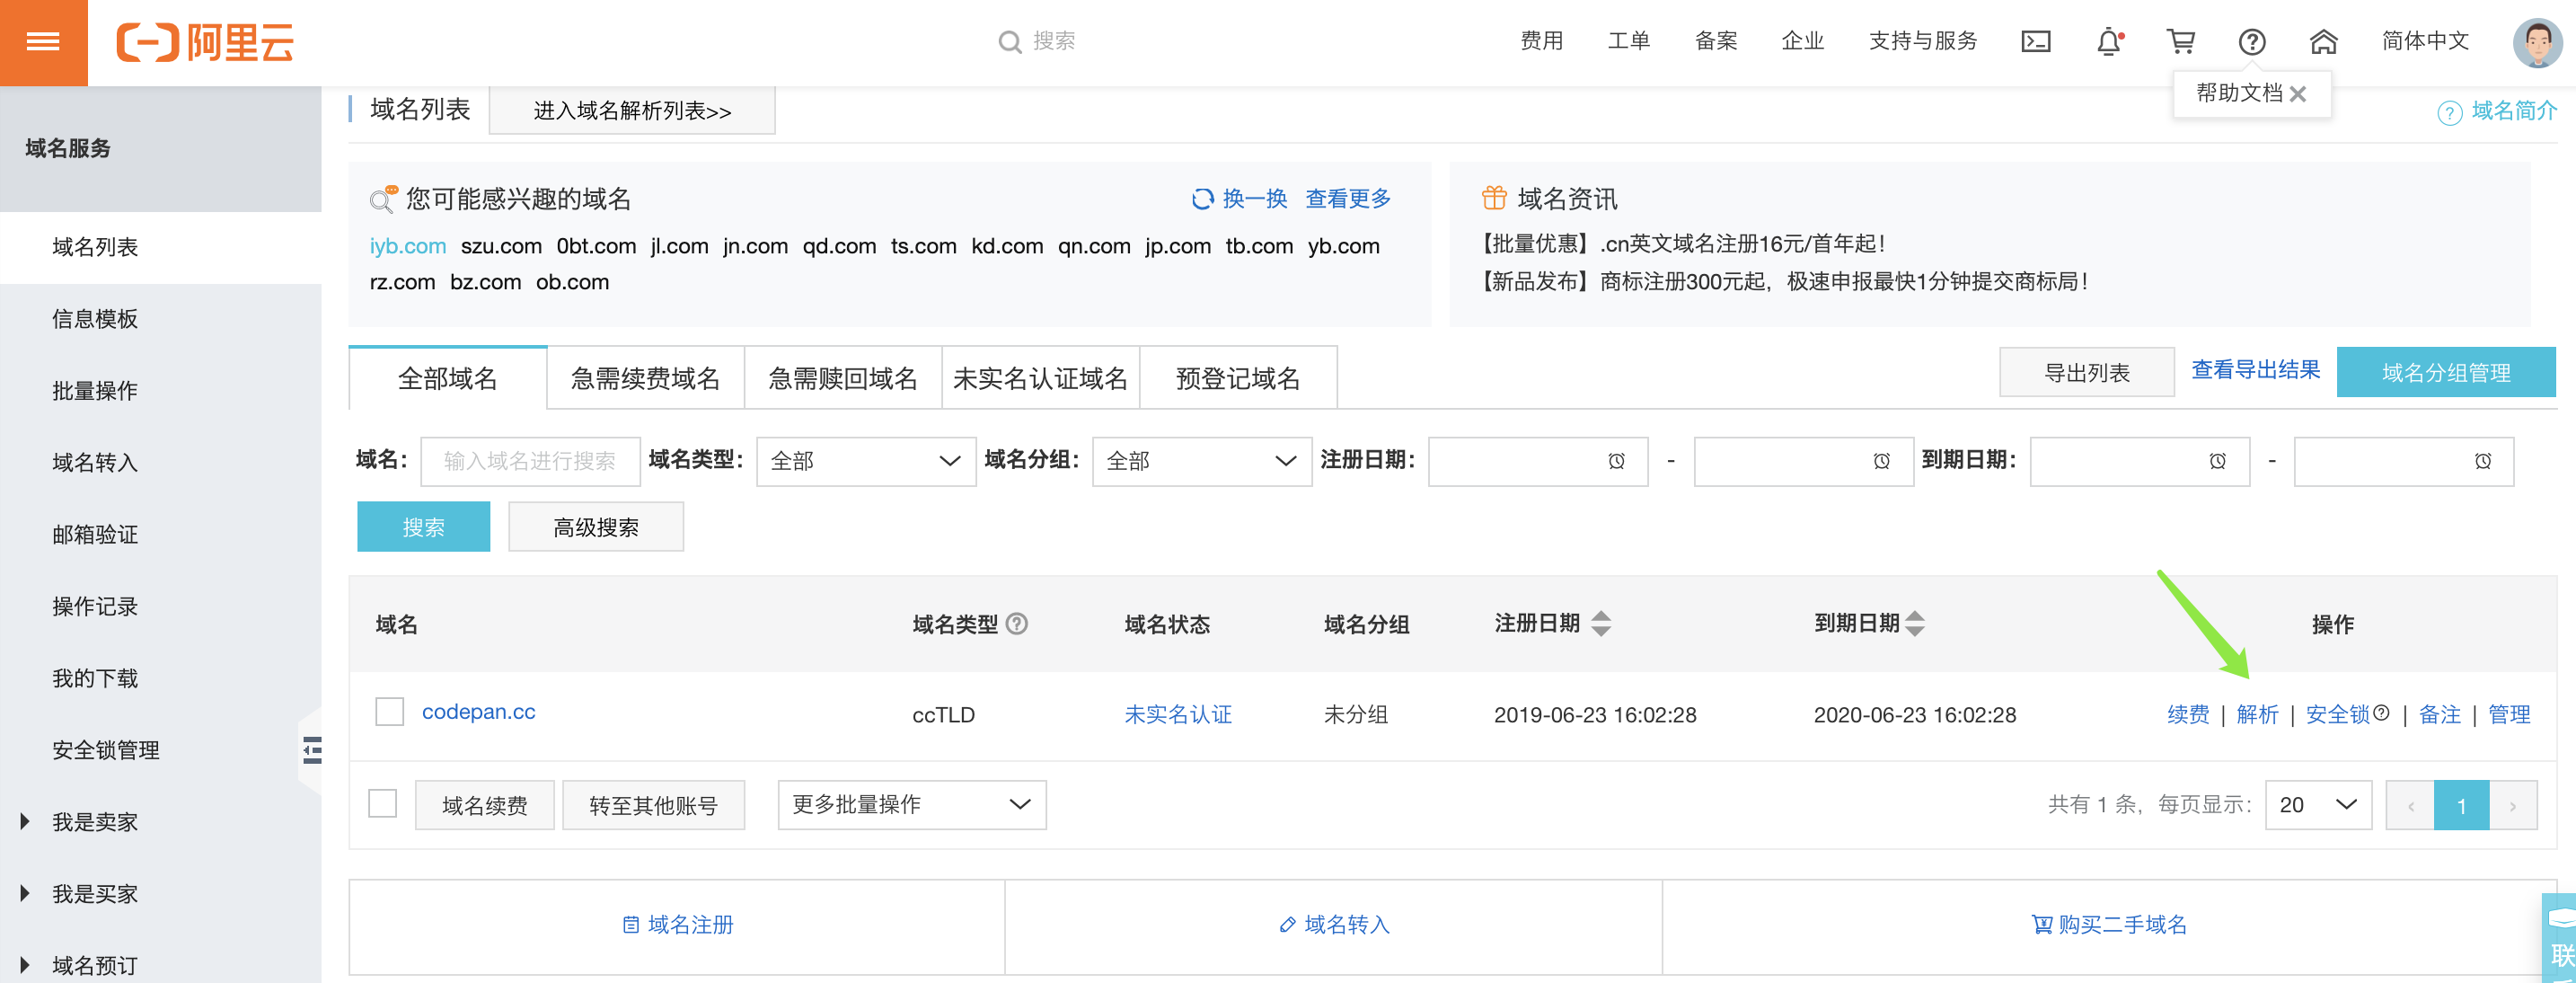 阿里云
搜索
费用 工单 备案 企业 支持与服务 简体中文
帮助文档
域名服务
域名列表
信息模板
批量操作
域名转入
邮箱验证
操作记录
我的下载
安全锁管理
我是卖家
我是买家
域名预订
域名列表 进入域名解析列表>> 域名简介
您可能感兴趣的域名 换一换 查看更多
iyb.com szu.com 0bt.com jl.com jn.com qd.com ts.com kd.com qn.com jp.com tb.com yb.com
rz.com bz.com ob.com
域名资讯
【批量优惠】.cn英文域名注册16元/首年起！
【新品发布】商标注册300元起，极速申报最快1分钟提交商标局！
全部域名 急需续费域名 急需赎回域名 未实名认证域名 预登记域名 导出列表 查看导出结果 域名分组管理
域名： 输入域名进行搜索 域名类型： 全部 域名分组： 全部 注册日期： - 到期日期： -
搜索 高级搜索
域名 域名类型 域名状态 域名分组 注册日期 到期日期 操作
codepan.cc ccTLD 未实名认证 未分组 2019-06-23 16:02:28 2020-06-23 16:02:28 续费 | 解析 | 安全锁 | 备注 | 管理
域名续费 转至其他账号 更多批量操作 共有 1 条，每页显示： 20 ‹ 1 ›
域名注册 域名转入 购买二手域名
联